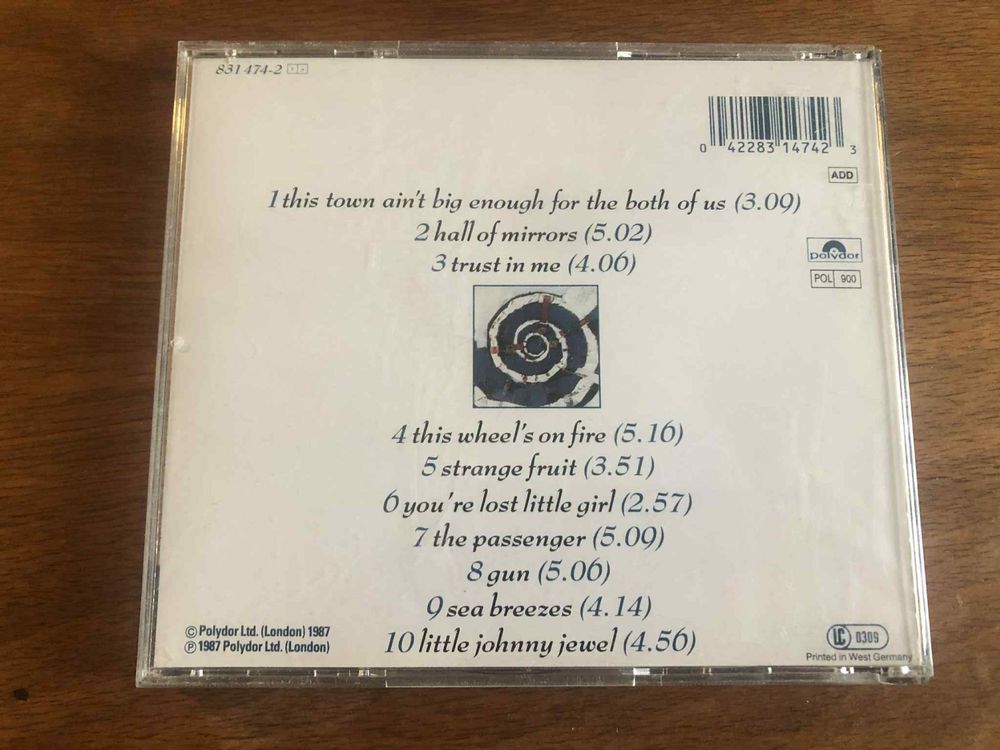 831 474-2
0 42283 14742 3
ADD
1 this town ain't big enough for the both of us (3.09)
2 hall of mirrors (5.02)
polydor
3 trust in me (4.06)
POL 900
4 this wheel's on fire (5.16)
5 strange fruit (3.51)
6 you're lost little girl (2.57)
7 the passenger (5.09)
8 gun (5.06)
9 sea breezes (4.14)
10 little johnny jewel (4.56)
© Polydor Ltd. (London) 1987
℗ 1987 Polydor Ltd. (London)
LC 0309
Printed in West Germany